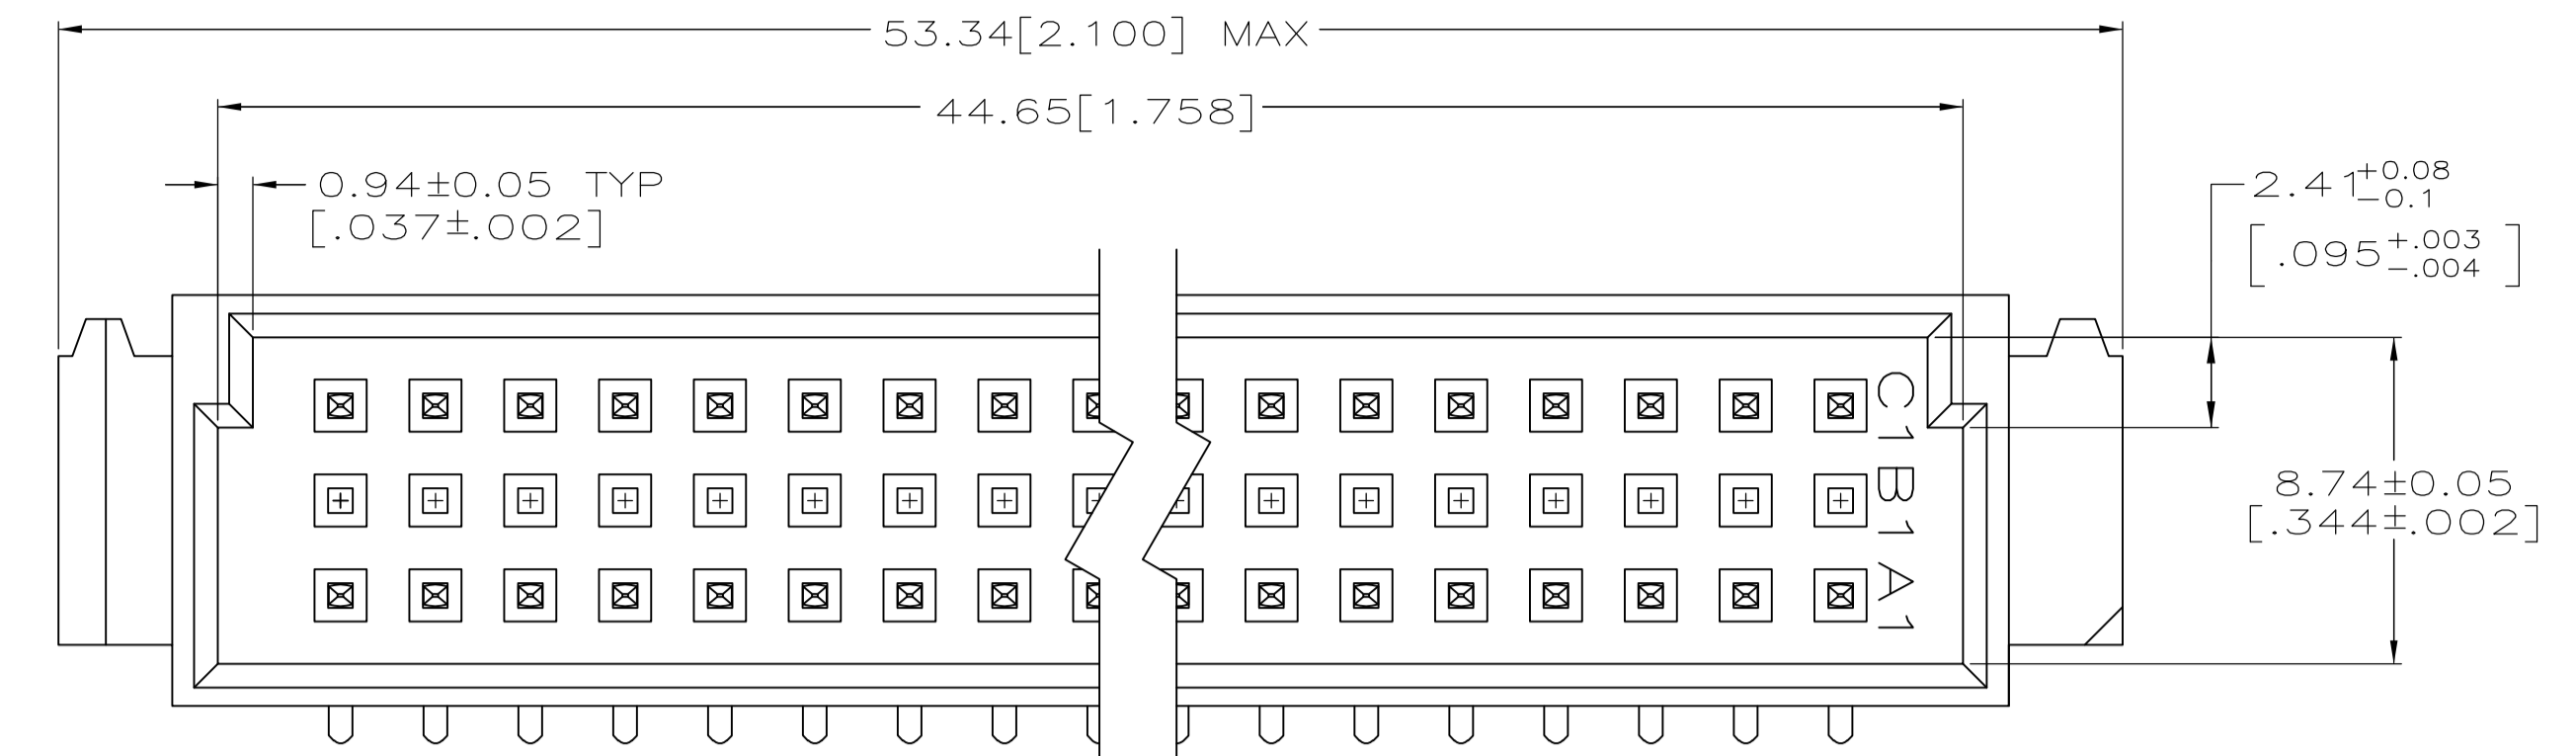 53.34[2.100] MAX
44.65[1.758]
0.94±0.05 TYP
[.037±.002]
2.41+0.08
-0.1
[.095+.003
-.004]
8.74±0.05
[.344±.002]
C1
B1
A1